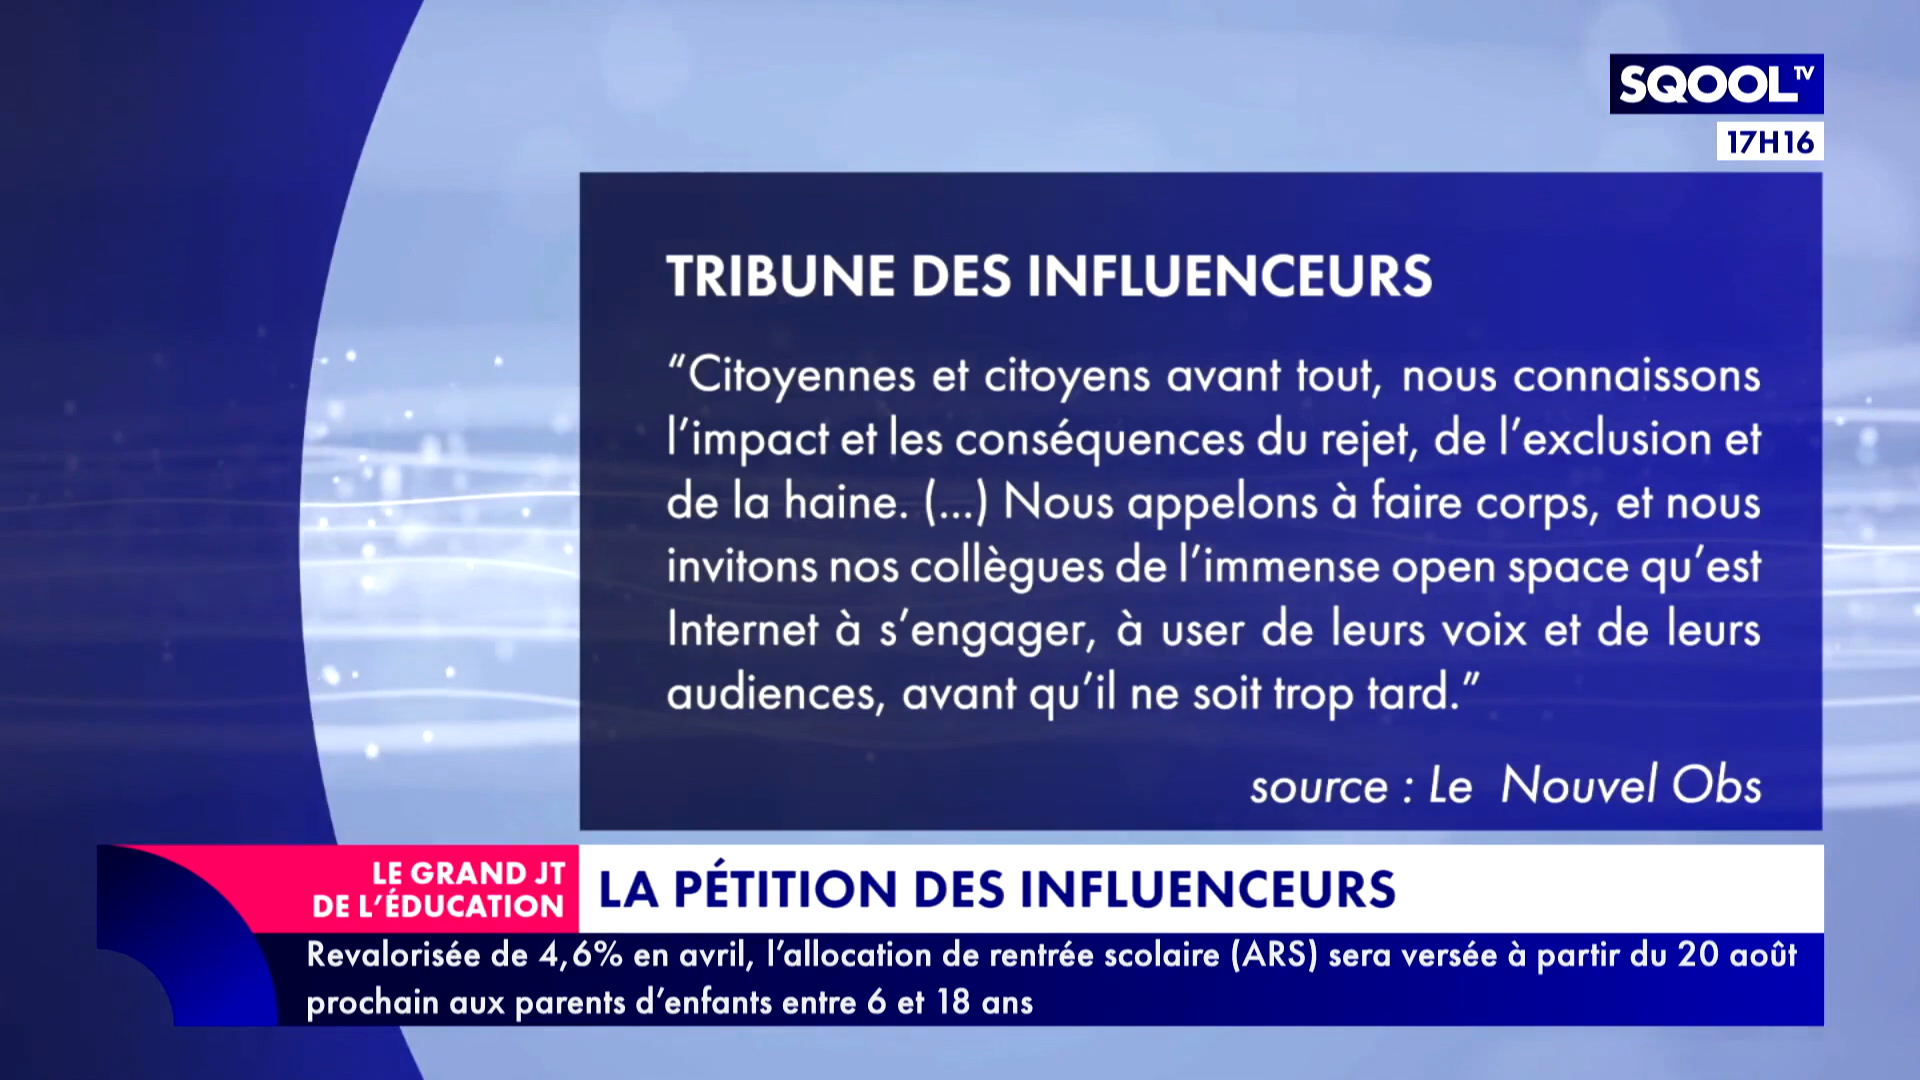 SQOOL TV
17H16
TRIBUNE DES INFLUENCEURS
“Citoyennes et citoyens avant tout, nous connaissons
l’impact et les conséquences du rejet, de l’exclusion et
de la haine. (...) Nous appelons à faire corps, et nous
invitons nos collègues de l’immense open space qu’est
Internet à s’engager, à user de leurs voix et de leurs
audiences, avant qu’il ne soit trop tard.”
source : Le Nouvel Obs
LE GRAND JT
DE L’ÉDUCATION
LA PÉTITION DES INFLUENCEURS
Revalorisée de 4,6% en avril, l’allocation de rentrée scolaire (ARS) sera versée à partir du 20 août
prochain aux parents d’enfants entre 6 et 18 ans